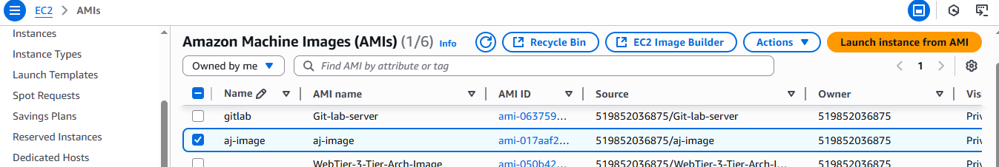 EC2 > AMIs
Instances
Instance Types
Launch Templates
Spot Requests
Savings Plans
Reserved Instances
Dedicated Hosts
Amazon Machine Images (AMIs) (1/6) Info
Recycle Bin
EC2 Image Builder
Actions
Launch instance from AMI
Owned by me
Find AMI by attribute or tag
1
Name AMI name AMI ID Source Owner
gitlab Git-lab-server ami-063759... 519852036875/Git-lab-server 519852036875
aj-image aj-image ami-017aaf2... 519852036875/aj-image 519852036875
WebTier-3-Tier-Arch-Image ami-050b42... 519852036875/WebTier-3-Tier-Arch-I... 519852036875